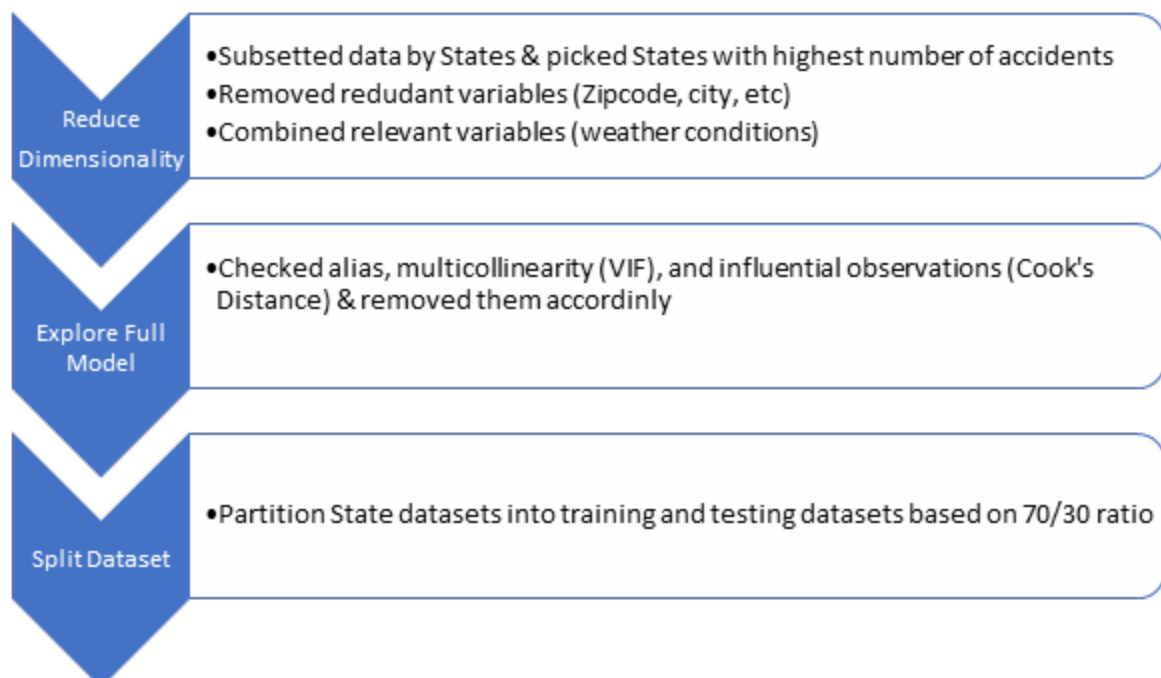 Reduce
Dimensionality
•Subsetted data by States & picked States with highest number of accidents
•Removed redudant variables (Zipcode, city, etc)
•Combined relevant variables (weather conditions)
Explore Full
Model
•Checked alias, multicollinearity (VIF), and influential observations (Cook's
Distance) & removed them accordinly
Split Dataset
•Partition State datasets into training and testing datasets based on 70/30 ratio